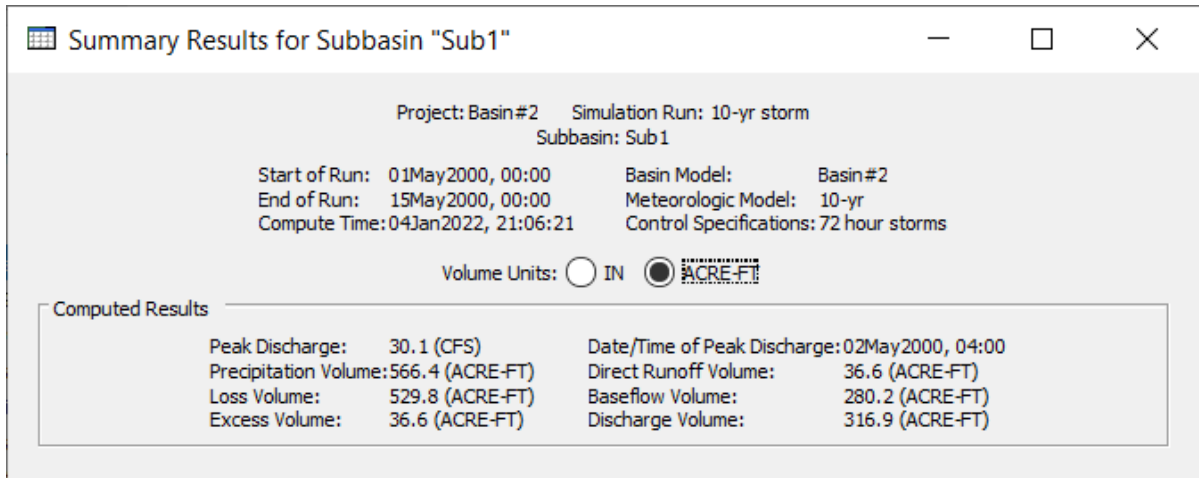 Summary Results for Subbasin "Sub1"
Project: Basin#2 Simulation Run: 10-yr storm
Subbasin: Sub1
Start of Run: 01May2000, 00:00 Basin Model: Basin#2
End of Run: 15May2000, 00:00 Meteorologic Model: 10-yr
Compute Time: 04Jan2022, 21:06:21 Control Specifications: 72 hour storms
Volume Units: IN ACRE-FT
Computed Results
Peak Discharge: 30.1 (CFS) Date/Time of Peak Discharge: 02May2000, 04:00
Precipitation Volume: 566.4 (ACRE-FT) Direct Runoff Volume: 36.6 (ACRE-FT)
Loss Volume: 529.8 (ACRE-FT) Baseflow Volume: 280.2 (ACRE-FT)
Excess Volume: 36.6 (ACRE-FT) Discharge Volume: 316.9 (ACRE-FT)